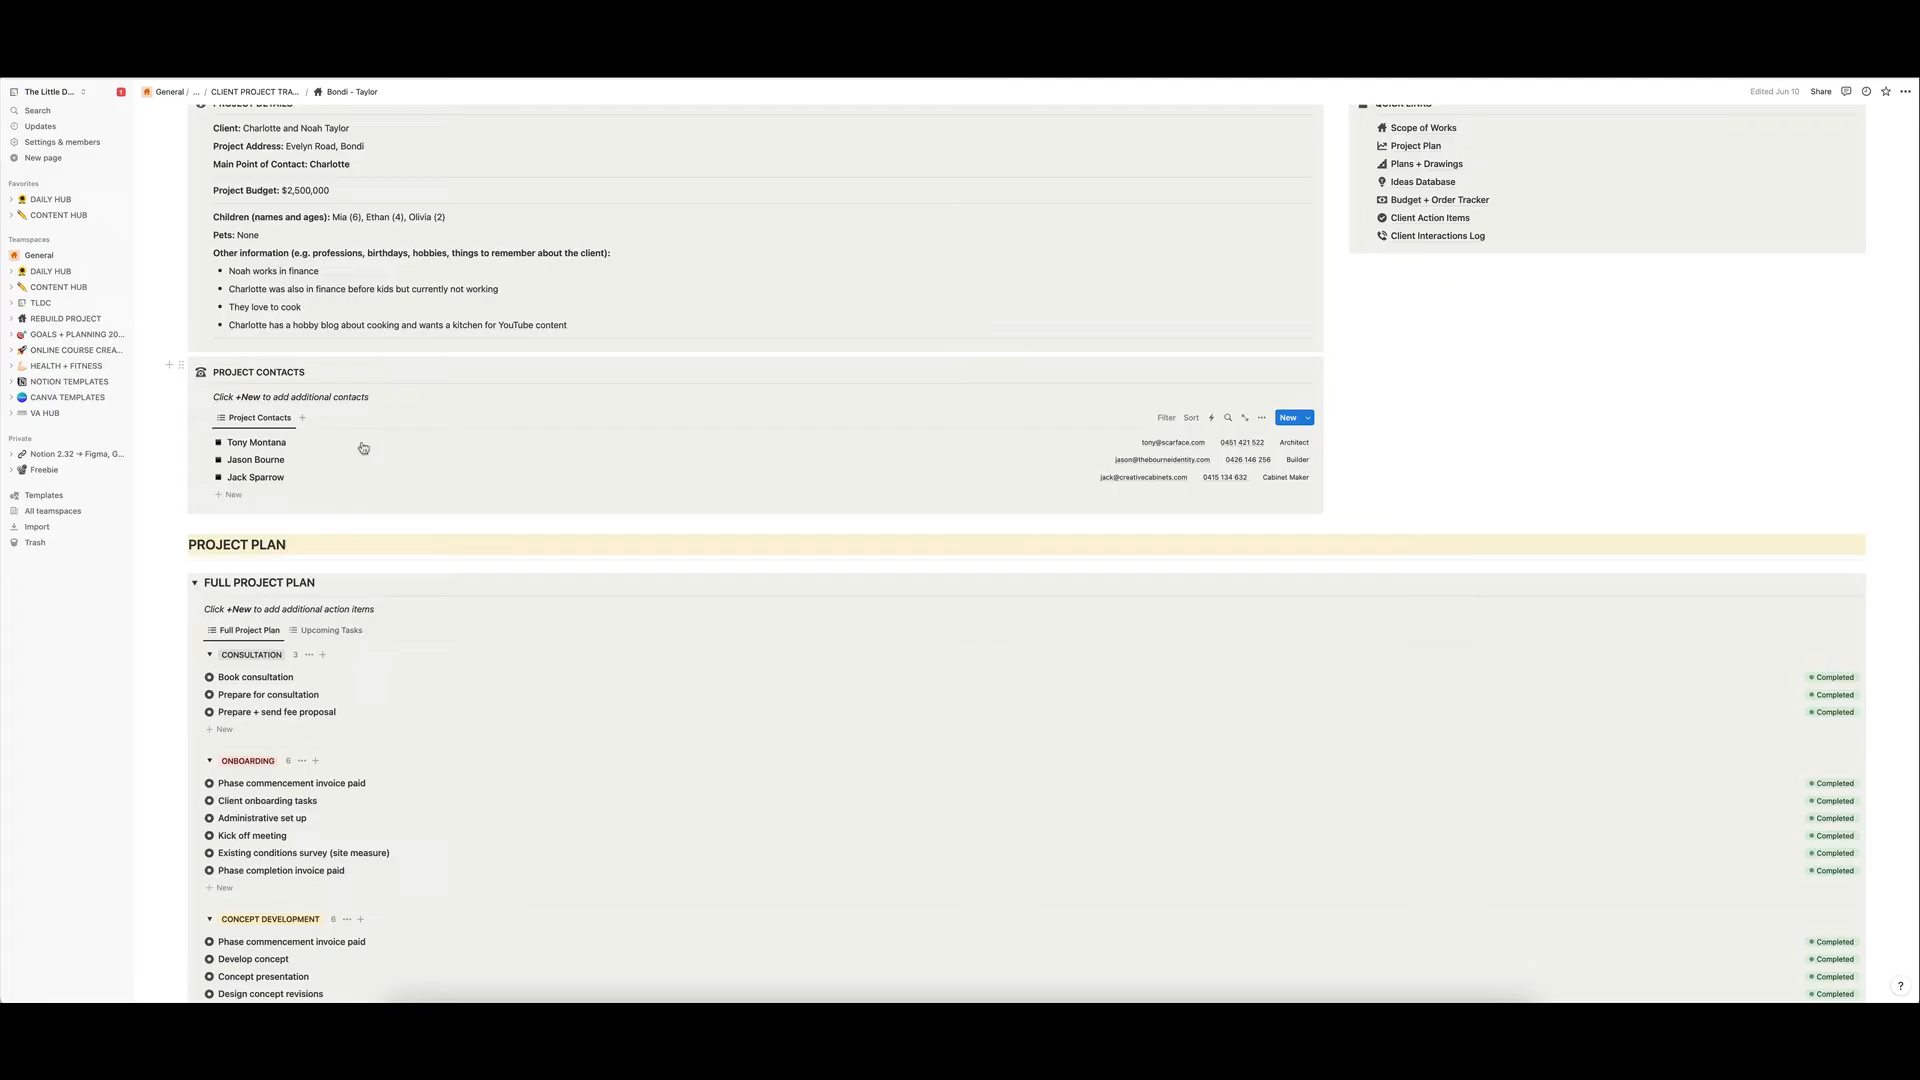 The Little D...
1
General / ... / CLIENT PROJECT TRA... / Bondi - Taylor
Edited Jun 10
Share
Search
Updates
Settings & members
New page
Favorites
DAILY HUB
CONTENT HUB
Teamspaces
General
DAILY HUB
CONTENT HUB
TLDC
REBUILD PROJECT
GOALS + PLANNING 20...
ONLINE COURSE CREA...
HEALTH + FITNESS
NOTION TEMPLATES
CANVA TEMPLATES
VA HUB
Private
Notion 2.32 → Figma, G...
Freebie
Templates
All teamspaces
Import
Trash
PROJECT DETAILS
Client: Charlotte and Noah Taylor
Project Address: Evelyn Road, Bondi
Main Point of Contact: Charlotte
Project Budget: $2,500,000
Children (names and ages): Mia (6), Ethan (4), Olivia (2)
Pets: None
Other information (e.g. professions, birthdays, hobbies, things to remember about the client):
• Noah works in finance
• Charlotte was also in finance before kids but currently not working
• They love to cook
• Charlotte has a hobby blog about cooking and wants a kitchen for YouTube content
QUICK LINKS
Scope of Works
Project Plan
Plans + Drawings
Ideas Database
Budget + Order Tracker
Client Action Items
Client Interactions Log
PROJECT CONTACTS
Click +New to add additional contacts
Project Contacts
Filter Sort New
Tony Montana tony@scarface.com 0451 421 522 Architect
Jason Bourne jason@thebourneidentity.com 0426 146 256 Builder
Jack Sparrow jack@creativecabinets.com 0415 134 632 Cabinet Maker
+ New
PROJECT PLAN
FULL PROJECT PLAN
Click +New to add additional action items
Full Project Plan Upcoming Tasks
CONSULTATION 3
Book consultation Completed
Prepare for consultation Completed
Prepare + send fee proposal Completed
+ New
ONBOARDING 6
Phase commencement invoice paid Completed
Client onboarding tasks Completed
Administrative set up Completed
Kick off meeting Completed
Existing conditions survey (site measure) Completed
Phase completion invoice paid Completed
+ New
CONCEPT DEVELOPMENT 6
Phase commencement invoice paid Completed
Develop concept Completed
Concept presentation Completed
Design concept revisions Completed
?